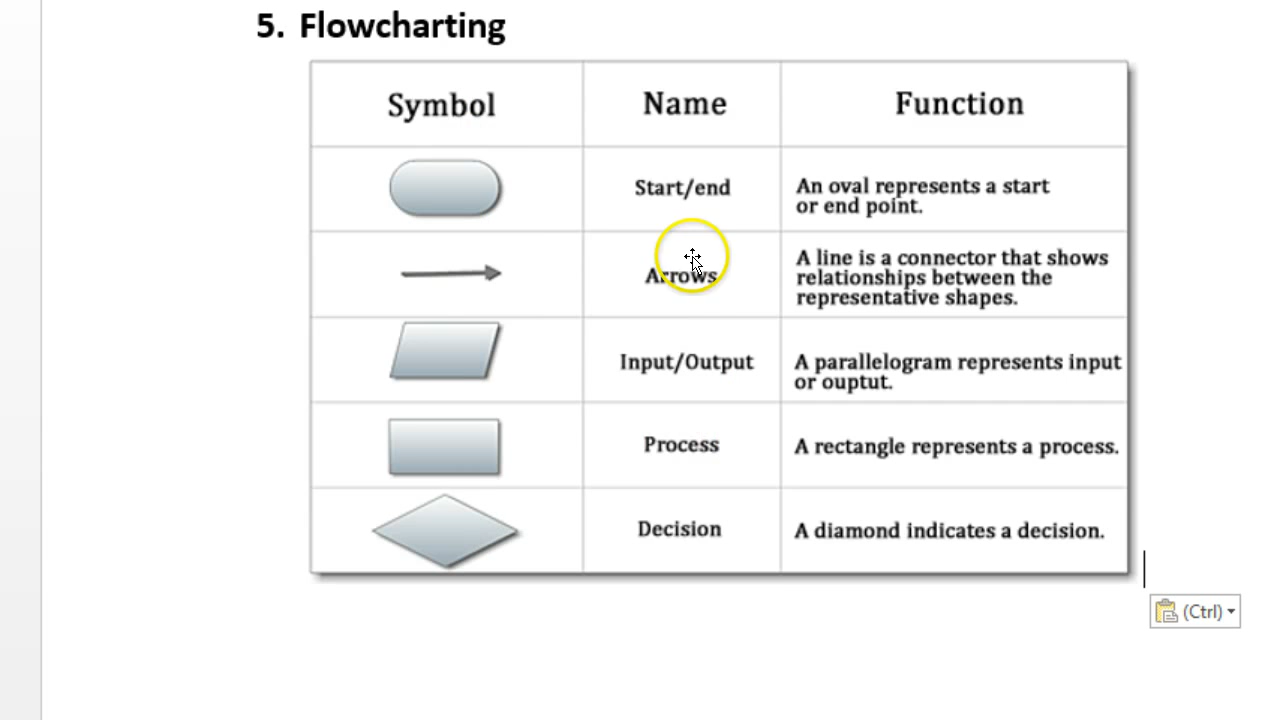 5. Flowcharting
Symbol Name Function
Start/end
An oval represents a start
or end point.
Arrows
A line is a connector that shows
relationships between the
representative shapes.
Input/Output
A parallelogram represents input
or ouptut.
Process
A rectangle represents a process.
Decision
A diamond indicates a decision.
(Ctrl)